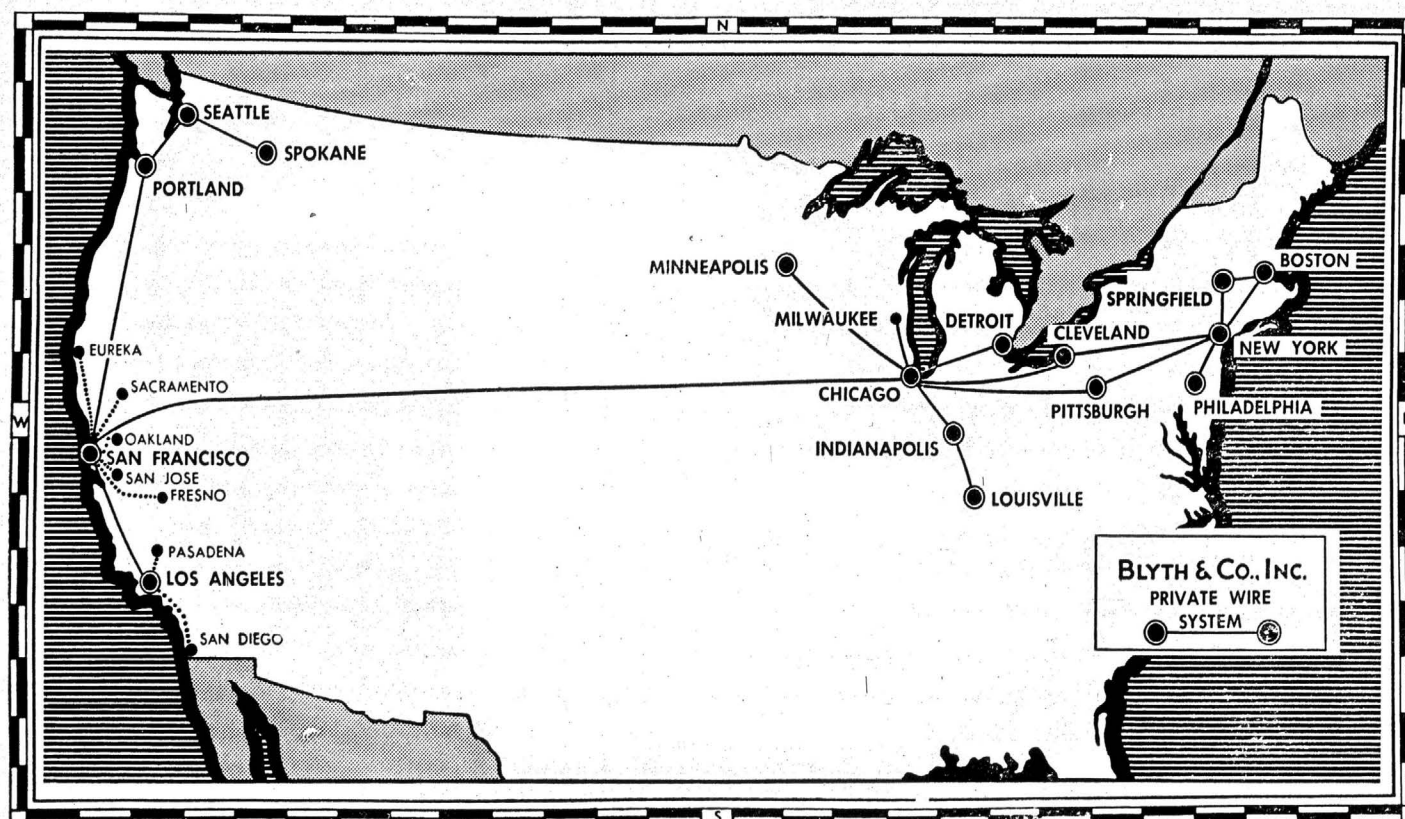 N
SEATTLE
SPOKANE
PORTLAND
BOSTON
MINNEAPOLIS
SPRINGFIELD
MILWAUKEE
DETROIT
CLEVELAND
NEW YORK
EUREKA
SACRAMENTO
CHICAGO
PITTSBURGH
PHILADELPHIA
W
OAKLAND
INDIANAPOLIS
SAN FRANCISCO
SAN JOSE
FRESNO
LOUISVILLE
PASADENA
LOS ANGELES
BLYTH & CO., INC.
PRIVATE WIRE
SYSTEM
SAN DIEGO
S